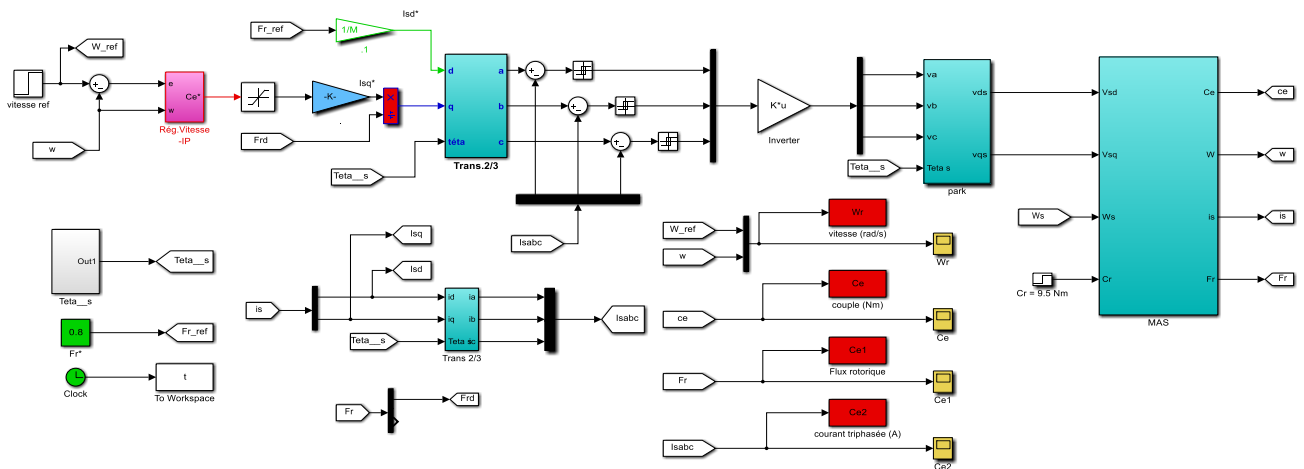 Isd*
Fr_ref
1/M
.1
W_ref
vitesse ref
e
w
Ce*
Rég.Vitesse
-IP
w
-K-
.
Isq*
Frd
Teta__s
d
q
têta
a
b
c
Trans.2/3
Isabc
K*u
Inverter
va
vb
vc
Teta s
vds
vqs
park
Teta__s
Vsd
Vsq
Ws
Cr
Ce
W
is
Fr
MAS
Ws
Cr = 9.5 Nm
ce
w
is
Fr
Out1
Teta__s
Teta__s
0.8
Fr*
Fr_ref
Clock
t
To Workspace
Isq
Isd
is
Teta__s
id
iq
Teta s
ia
ib
ic
Trans 2/3
Isabc
Fr
Frd
W_ref
w
Wr
vitesse (rad/s)
Wr
ce
Ce
couple (Nm)
Ce
Fr
Ce1
Flux rotorique
Ce1
Isabc
Ce2
courant triphasée (A)
Ce2